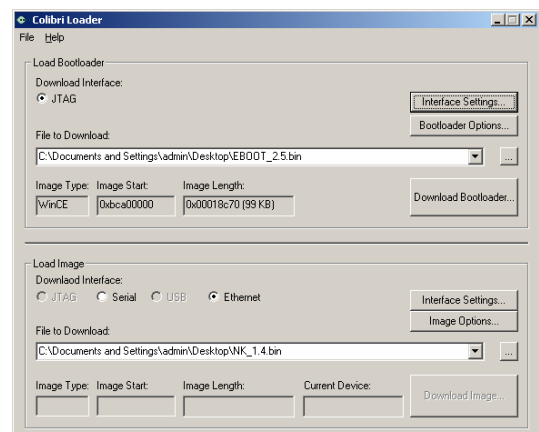 Colibri Loader
File Help
Load Bootloader
Download Interface:
JTAG
Interface Settings...
Bootloader Options...
File to Download:
C:\Documents and Settings\admin\Desktop\EBOOT_2.5.bin
...
Image Type: Image Start: Image Length:
WinCE 0xbca00000 0x00018c70 (99 KB)
Download Bootloader...
Load Image
Downlaod Interface:
JTAG Serial USB Ethernet
Interface Settings...
Image Options...
File to Download:
C:\Documents and Settings\admin\Desktop\NK_1.4.bin
...
Image Type: Image Start: Image Length: Current Device:
Download Image...